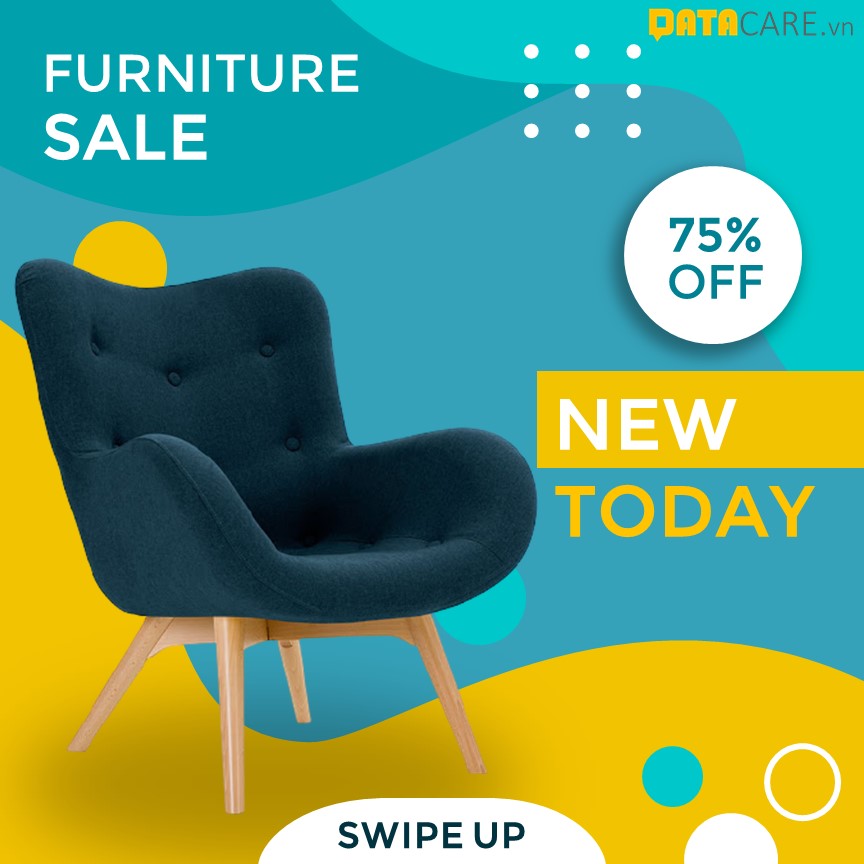 DATACARE.vn
FURNITURE
SALE
75%
OFF
NEW
TODAY
SWIPE UP